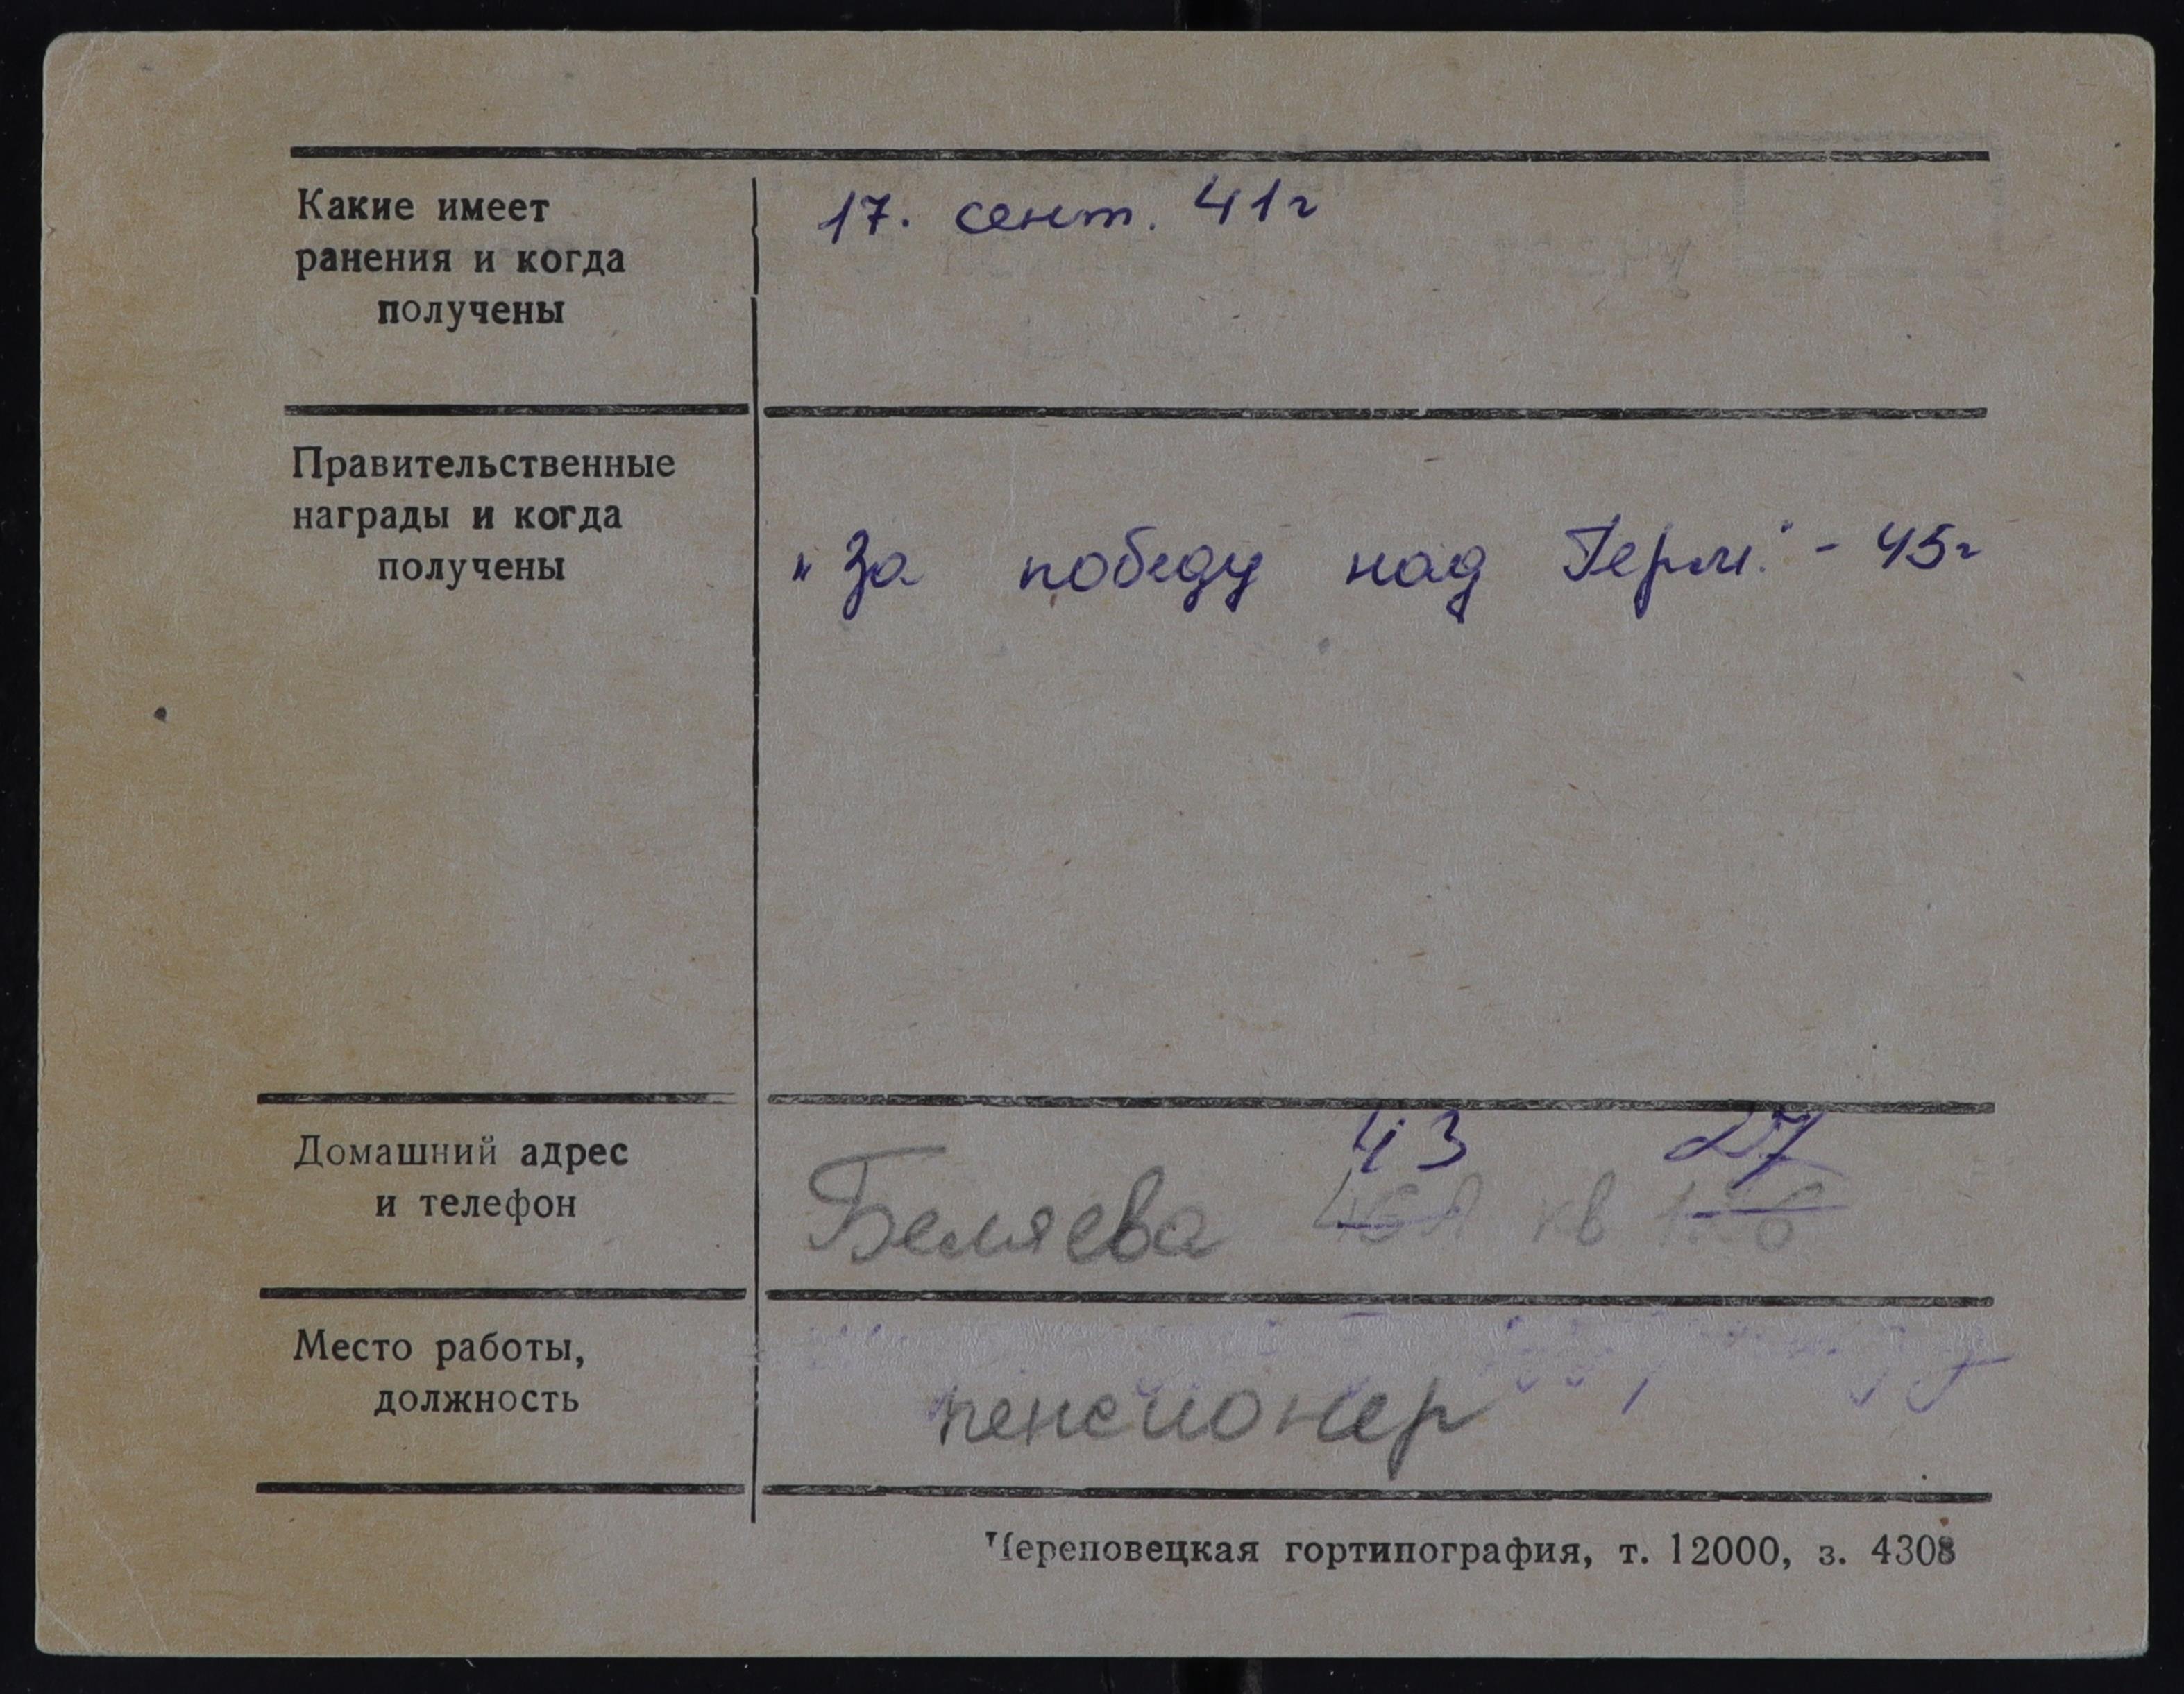 Какие имеет
ранения и когда
получены
17. сент. 41г
Правительственные
награды и когда
получены
„За победу над Герм." - 45г
Домашний адрес
и телефон
43 27
Беляева кв
Место работы,
должность
пенсионер
Череповецкая гортипография, т. 12000, з. 4308